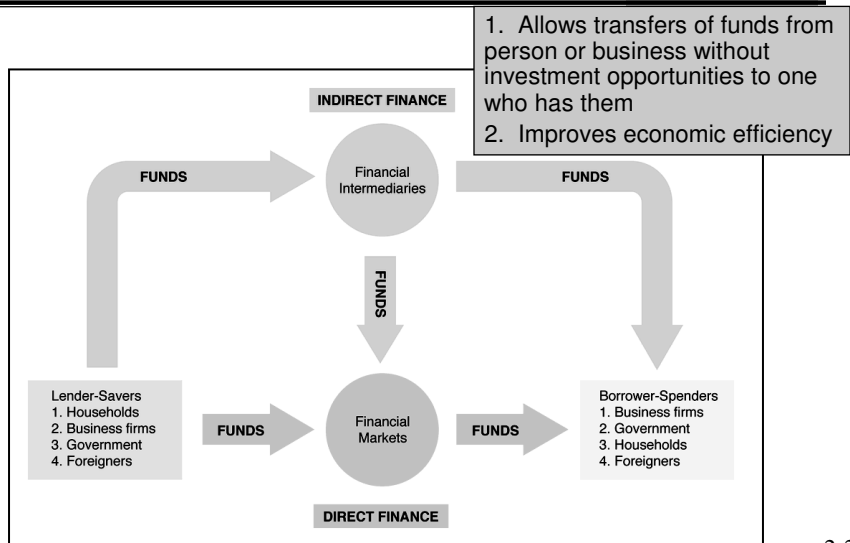 1. Allows transfers of funds from
person or business without
investment opportunities to one
who has them
2. Improves economic efficiency
INDIRECT FINANCE
FUNDS
Financial
Intermediaries
FUNDS
FUNDS
Lender-Savers
1. Households
2. Business firms
3. Government
4. Foreigners
FUNDS
Financial
Markets
FUNDS
Borrower-Spenders
1. Business firms
2. Government
3. Households
4. Foreigners
DIRECT FINANCE